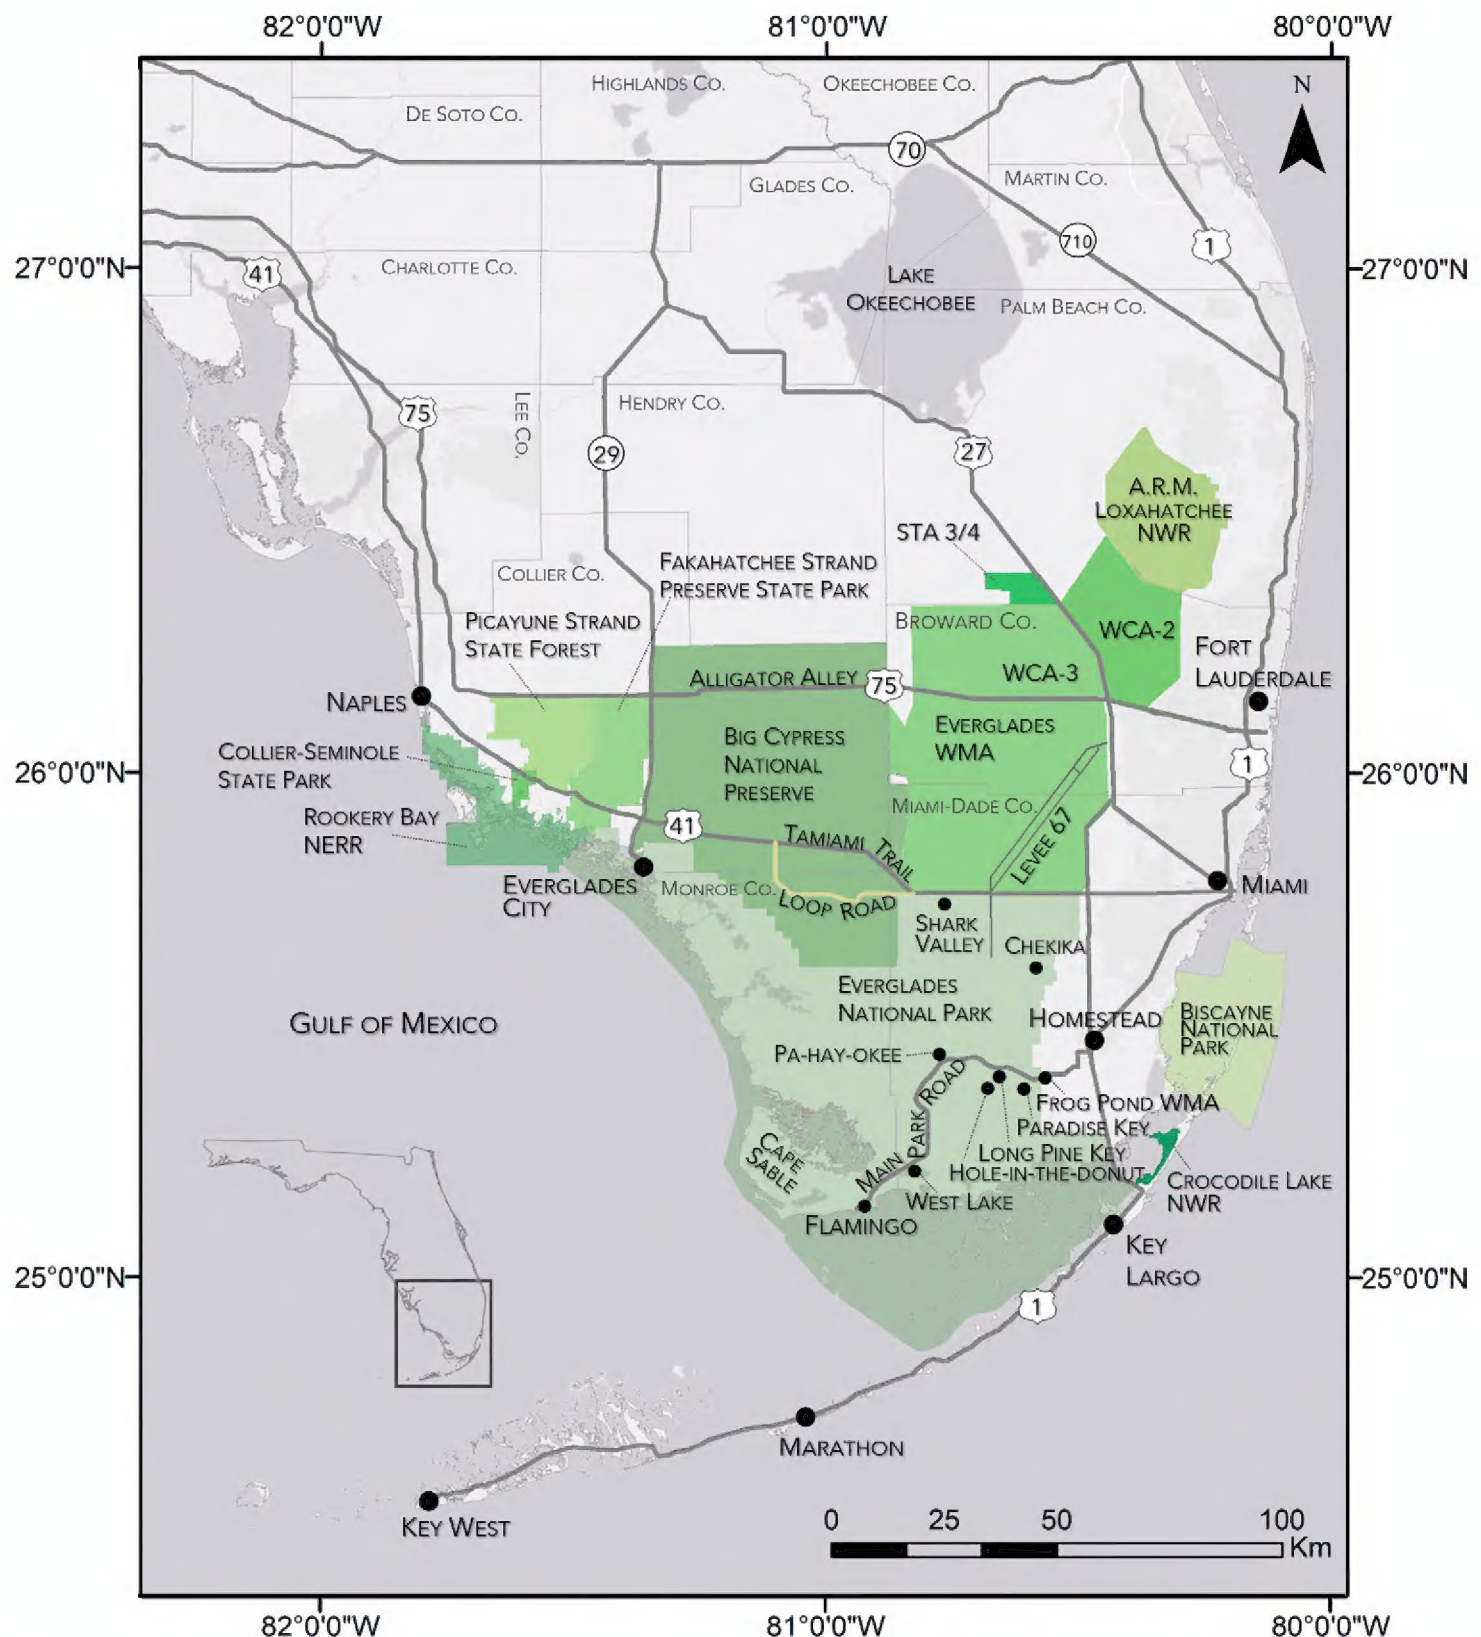 82°0'0"W
81°0'0"W
80°0'0"W
N
HIGHLANDS CO.
OKEECHOBEE CO.
DE SOTO CO.
70
GLADES CO.
MARTIN CO.
710
1
27°0'0"N
41
CHARLOTTE CO.
LAKE
OKEECHOBEE
PALM BEACH CO.
27°0'0"N
75
LEE CO.
HENDRY CO.
29
27
A.R.M.
LOXAHATCHEE
NWR
STA 3/4
COLLIER CO.
FAKAHATCHEE STRAND
PRESERVE STATE PARK
PICAYUNE STRAND
STATE FOREST
BROWARD CO.
WCA-2
FORT
LAUDERDALE
WCA-3
ALLIGATOR ALLEY
75
NAPLES
COLLIER-SEMINOLE
STATE PARK
BIG CYPRESS
NATIONAL
PRESERVE
EVERGLADES
WMA
1
26°0'0"N
26°0'0"N
ROOKERY BAY
NERR
MIAMI-DADE CO.
41
TAMIAMI TRAIL
LEVEE 67
EVERGLADES
CITY
MONROE CO.
LOOP ROAD
MIAMI
SHARK
VALLEY
CHEKIKA
EVERGLADES
NATIONAL PARK
GULF OF MEXICO
HOMESTEAD
BISCAYNE
NATIONAL
PARK
PA-HAY-OKEE
MAIN PARK ROAD
FROG POND WMA
PARADISE KEY
LONG PINE KEY
HOLE-IN-THE-DONUT
CAPE
SABLE
WEST LAKE
CROCODILE LAKE
NWR
FLAMINGO
KEY
LARGO
25°0'0"N
25°0'0"N
1
MARATHON
KEY WEST
0 25 50 100
Km
82°0'0"W
81°0'0"W
80°0'0"W